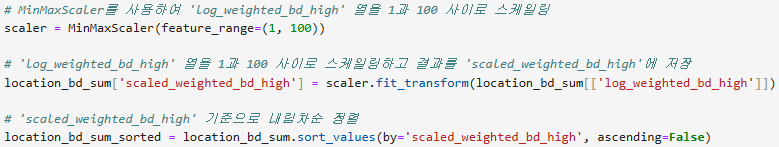 # MinMaxScaler를 사용하여 'log_weighted_bd_high' 열을 1과 100 사이로 스케일링
scaler = MinMaxScaler(feature_range=(1, 100))
# 'log_weighted_bd_high' 열을 1과 100 사이로 스케일링하고 결과를 'scaled_weighted_bd_high'에 저장
location_bd_sum['scaled_weighted_bd_high'] = scaler.fit_transform(location_bd_sum[['log_weighted_bd_high']])
# 'scaled_weighted_bd_high' 기준으로 내림차순 정렬
location_bd_sum_sorted = location_bd_sum.sort_values(by='scaled_weighted_bd_high', ascending=False)